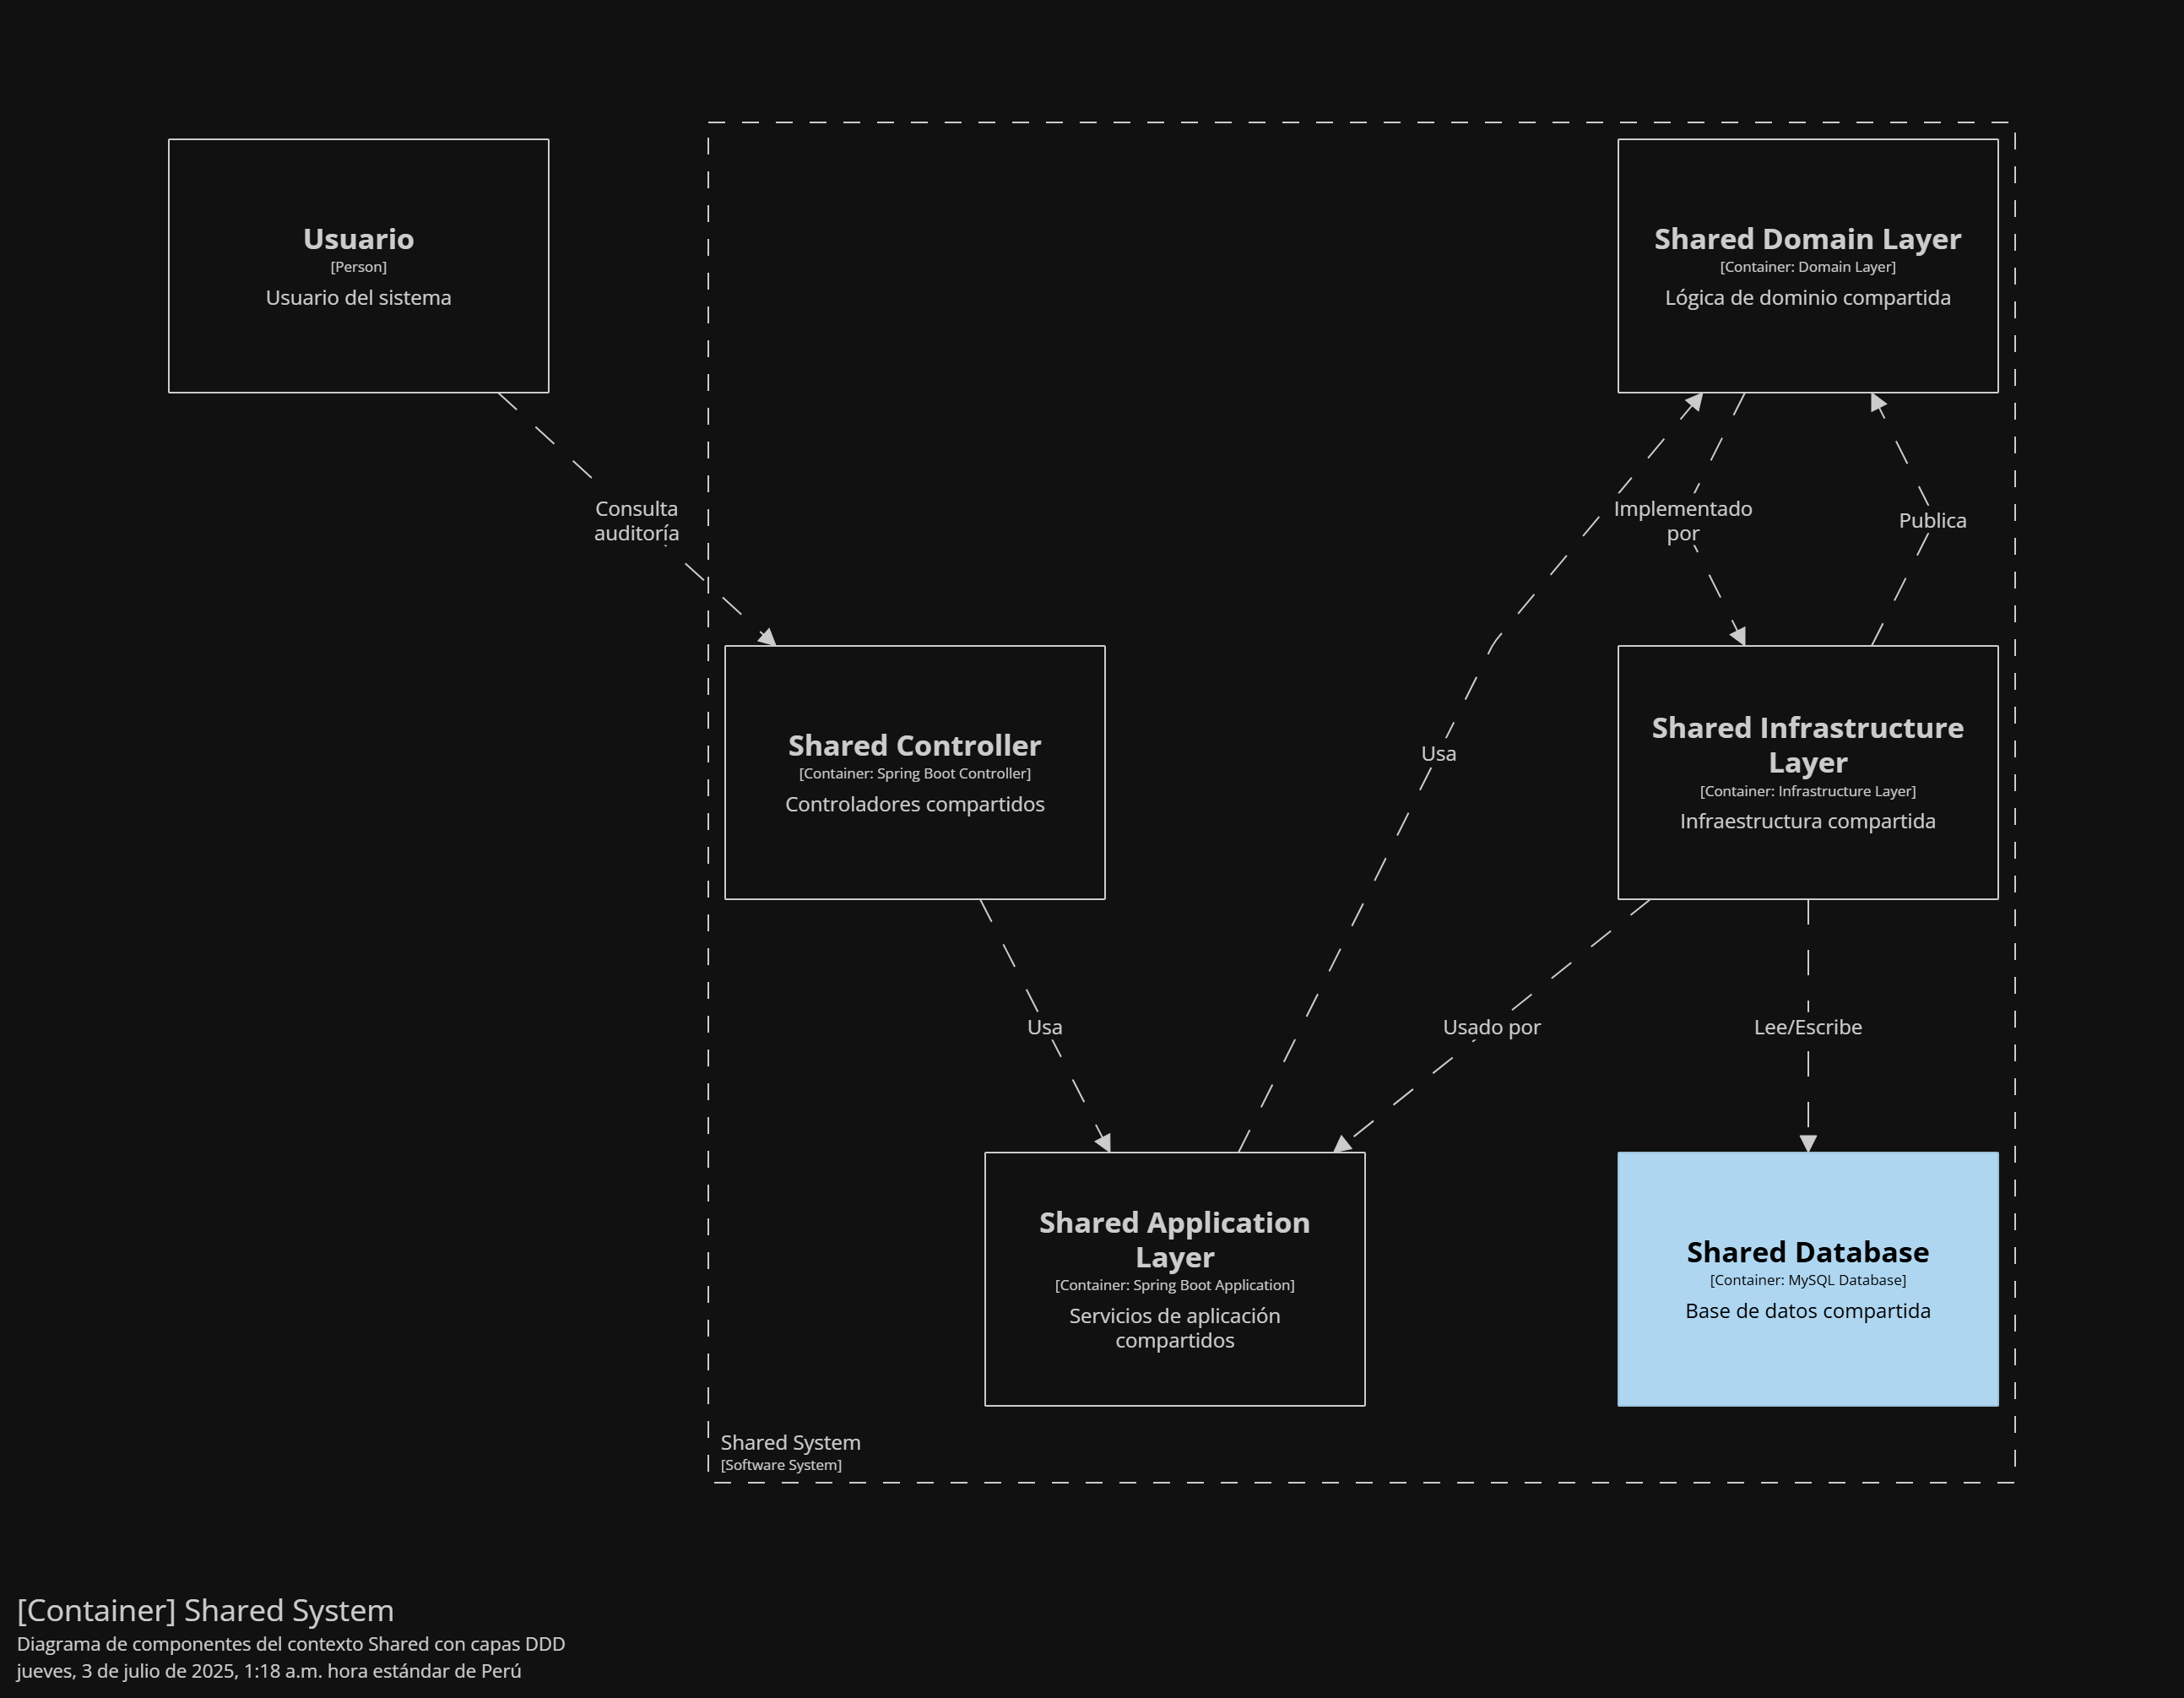 Usuario
[Person]
Usuario del sistema
Shared Domain Layer
[Container: Domain Layer]
Lógica de dominio compartida
Consulta
auditoría
Implementado
por
Publica
Shared Controller
[Container: Spring Boot Controller]
Controladores compartidos
Usa
Shared Infrastructure
Layer
[Container: Infrastructure Layer]
Infraestructura compartida
Usa
Usado por
Lee/Escribe
Shared Application
Layer
[Container: Spring Boot Application]
Servicios de aplicación
compartidos
Shared Database
[Container: MySQL Database]
Base de datos compartida
Shared System
[Software System]
[Container] Shared System
Diagrama de componentes del contexto Shared con capas DDD
jueves, 3 de julio de 2025, 1:18 a.m. hora estándar de Perú